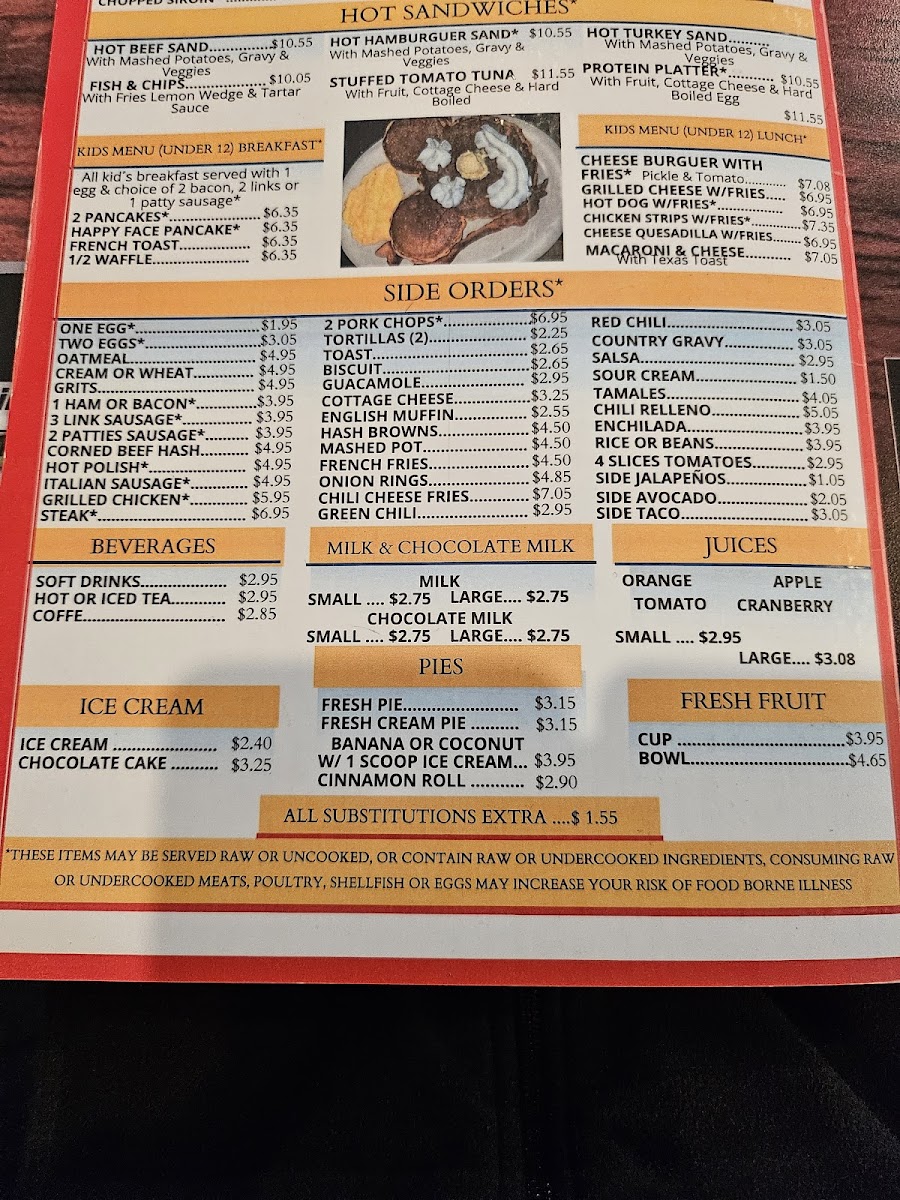 CHOPPED SIRLOIN
HOT SANDWICHES*
HOT BEEF SAND..............$10.55
With Mashed Potatoes, Gravy &
Veggies
FISH & CHIPS.................. $10.05
With Fries Lemon Wedge & Tartar
Sauce
HOT HAMBURGUER SAND* $10.55
With Mashed Potatoes, Gravy &
Veggies
STUFFED TOMATO TUNA $11.55
With Fruit, Cottage Cheese & Hard
Boiled
HOT TURKEY SAND..........
With Mashed Potatoes, Gravy &
Veggies
PROTEIN PLATTER*.......... $10.55
With Fruit, Cottage Cheese & Hard
Boiled Egg
$11.55
KIDS MENU (UNDER 12) BREAKFAST*
All kid´s breakfast served with 1
egg & choice of 2 bacon, 2 links or
1 patty sausage*
2 PANCAKES*.................... $6.35
HAPPY FACE PANCAKE* $6.35
FRENCH TOAST................ $6.35
1/2 WAFFLE..................... $6.35
KIDS MENU (UNDER 12) LUNCH*
CHEESE BURGUER WITH
FRIES* Pickle & Tomato........... $7.08
GRILLED CHEESE W/FRIES..... $6.95
HOT DOG W/FRIES*................ $6.95
CHICKEN STRIPS W/FRIES*............ $7.35
CHEESE QUESADILLA W/FRIES....... $6.95
MACARONI & CHEESE........... $7.05
With Texas Toast
SIDE ORDERS*
ONE EGG*............................ $1.95
TWO EGGS*......................... $3.05
OATMEAL............................ $4.95
CREAM OR WHEAT............. $4.95
GRITS.................................. $4.95
1 HAM OR BACON*............. $3.95
3 LINK SAUSAGE*................ $3.95
2 PATTIES SAUSAGE*.......... $3.95
CORNED BEEF HASH........... $4.95
HOT POLISH*...................... $4.95
ITALIAN SAUSAGE*............. $4.95
GRILLED CHICKEN*............. $5.95
STEAK*................................. $6.95
2 PORK CHOPS*................... $6.95
TORTILLAS (2)...................... $2.25
TOAST.................................. $2.65
BISCUIT................................ $2.65
GUACAMOLE....................... $2.95
COTTAGE CHEESE................ $3.25
ENGLISH MUFFIN................ $2.55
HASH BROWNS................... $4.50
MASHED POT...................... $4.50
FRENCH FRIES..................... $4.50
ONION RINGS..................... $4.85
CHILI CHEESE FRIES............. $7.05
GREEN CHILI....................... $2.95
RED CHILI............................ $3.05
COUNTRY GRAVY................ $3.05
SALSA.................................. $2.95
SOUR CREAM...................... $1.50
TAMALES............................. $4.05
CHILI RELLENO.................... $5.05
ENCHILADA......................... $3.95
RICE OR BEANS.................... $3.95
4 SLICES TOMATOES............ $2.95
SIDE JALAPEÑOS.................. $1.05
SIDE AVOCADO.................... $2.05
SIDE TACO........................... $3.05
BEVERAGES
SOFT DRINKS................... $2.95
HOT OR ICED TEA............ $2.95
COFFE............................... $2.85
MILK & CHOCOLATE MILK
MILK
SMALL .... $2.75 LARGE.... $2.75
CHOCOLATE MILK
SMALL .... $2.75 LARGE.... $2.75
JUICES
ORANGE APPLE
TOMATO CRANBERRY
SMALL .... $2.95
LARGE.... $3.08
ICE CREAM
ICE CREAM ...................... $2.40
CHOCOLATE CAKE .......... $3.25
PIES
FRESH PIE......................... $3.15
FRESH CREAM PIE .......... $3.15
BANANA OR COCONUT
W/ 1 SCOOP ICE CREAM... $3.95
CINNAMON ROLL ........... $2.90
FRESH FRUIT
CUP ....................................$3.95
BOWL..................................$4.65
ALL SUBSTITUTIONS EXTRA ....$ 1.55
*THESE ITEMS MAY BE SERVED RAW OR UNCOOKED, OR CONTAIN RAW OR UNDERCOOKED INGREDIENTS, CONSUMING RAW
OR UNDERCOOKED MEATS, POULTRY, SHELLFISH OR EGGS MAY INCREASE YOUR RISK OF FOOD BORNE ILLNESS